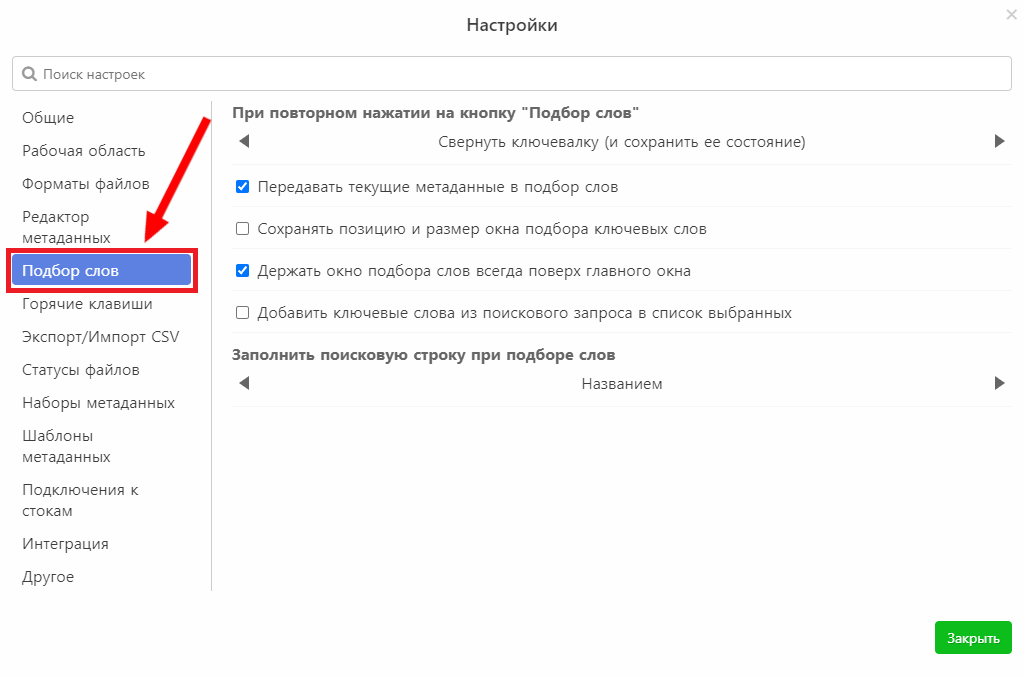 Настройки
Поиск настроек
Общие
Рабочая область
Форматы файлов
Редактор
метаданных
Подбор слов
Горячие клавиши
Экспорт/Импорт CSV
Статусы файлов
Наборы метаданных
Шаблоны
метаданных
Подключения к
стокам
Интеграция
Другое
При повторном нажатии на кнопку "Подбор слов"
Свернуть ключевалку (и сохранить ее состояние)
Передавать текущие метаданные в подбор слов
Сохранять позицию и размер окна подбора ключевых слов
Держать окно подбора слов всегда поверх главного окна
Добавить ключевые слова из поискового запроса в список выбранных
Заполнить поисковую строку при подборе слов
Названием
Закрыть